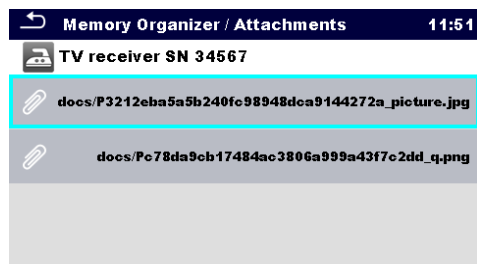 Memory Organizer / Attachments 11:51
TV receiver SN 34567
docs/P3212eba5a5b240fc98948dca9144272a_picture.jpg
docs/Pc78da9cb17484ac3806a999a43f7c2dd_q.png